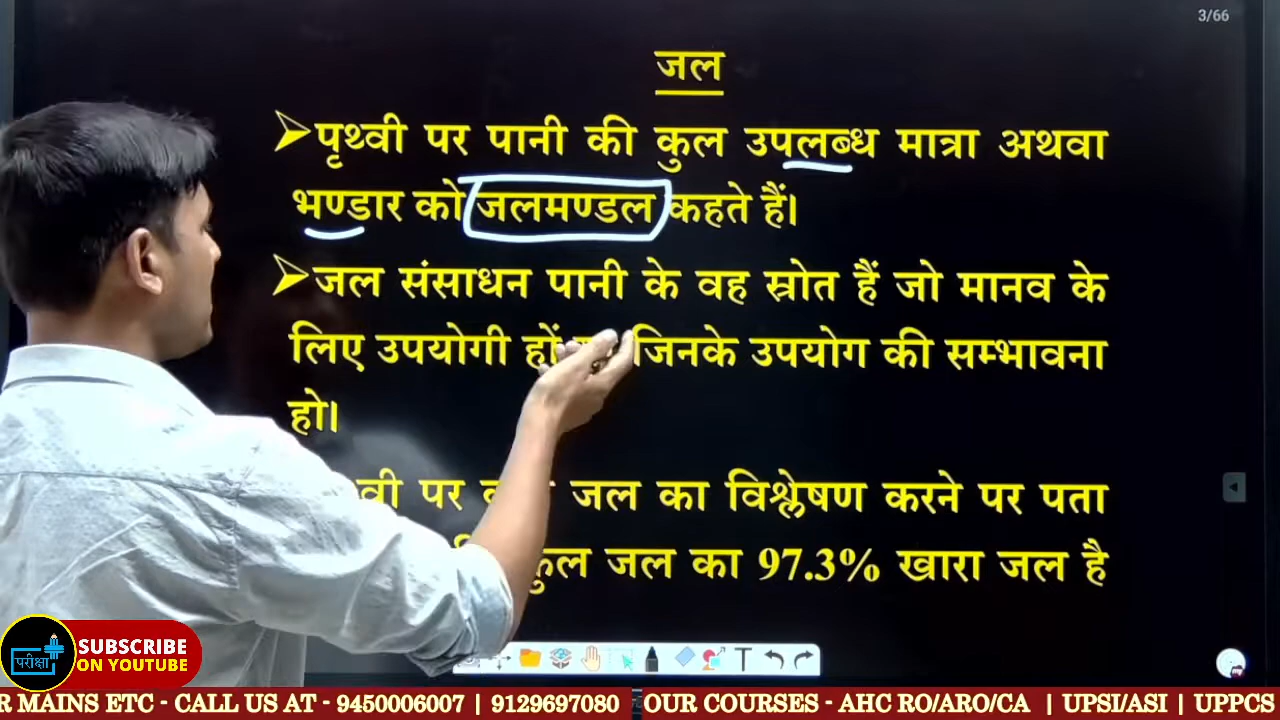 3/66
जल
पृथ्वी पर पानी की कुल उपलब्ध मात्रा अथवा
भण्डार को जलमण्डल कहते हैं।
जल संसाधन पानी के वह स्रोत हैं जो मानव के
लिए उपयोगी हों जिनके उपयोग की सम्भावना
हो।
पर जल का विश्लेषण करने पर पता
कुल जल का 97.3% खारा जल है
परीक्षा
SUBSCRIBE
ON YOUTUBE
R MAINS ETC - CALL US AT - 9450006007 | 9129697080 OUR COURSES - AHC RO/ARO/CA | UPSI/ASI | UPPCS